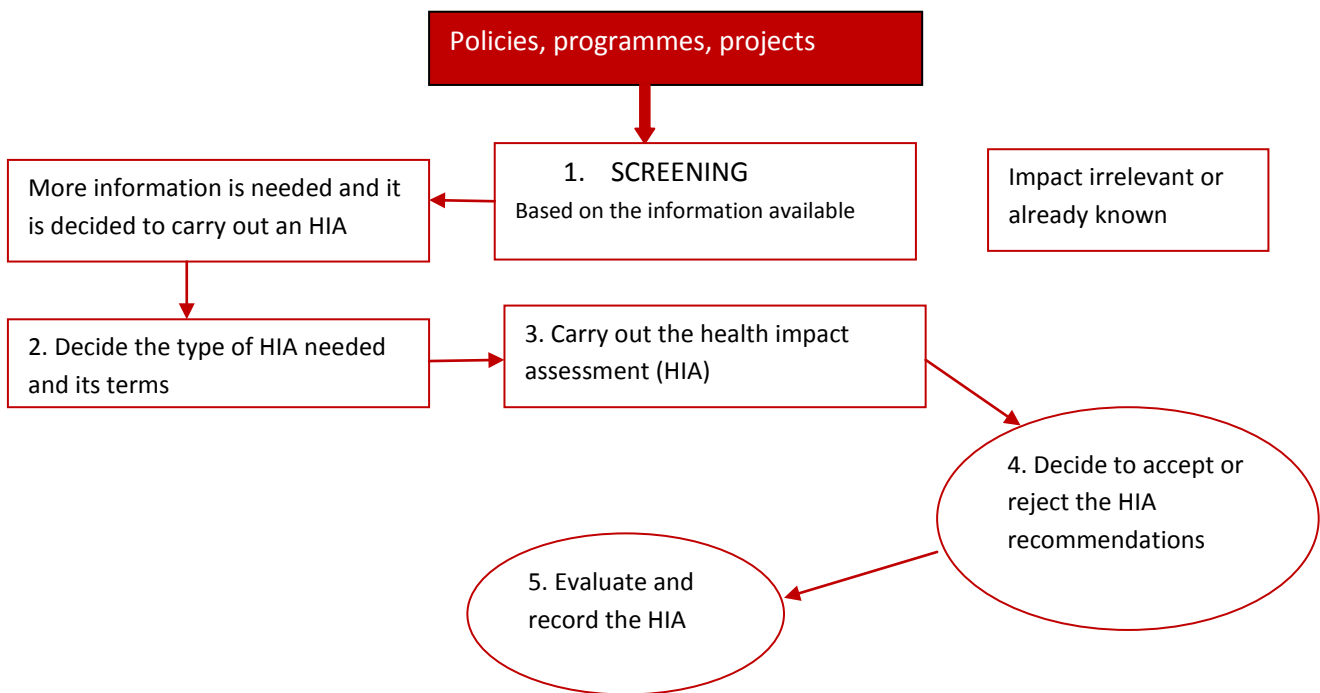 Policies, programmes, projects
1. SCREENING
Based on the information available
More information is needed and it
is decided to carry out an HIA
Impact irrelevant or
already known
2. Decide the type of HIA needed
and its terms
3. Carry out the health impact
assessment (HIA)
4. Decide to accept or
reject the HIA
recommendations
5. Evaluate and
record the HIA